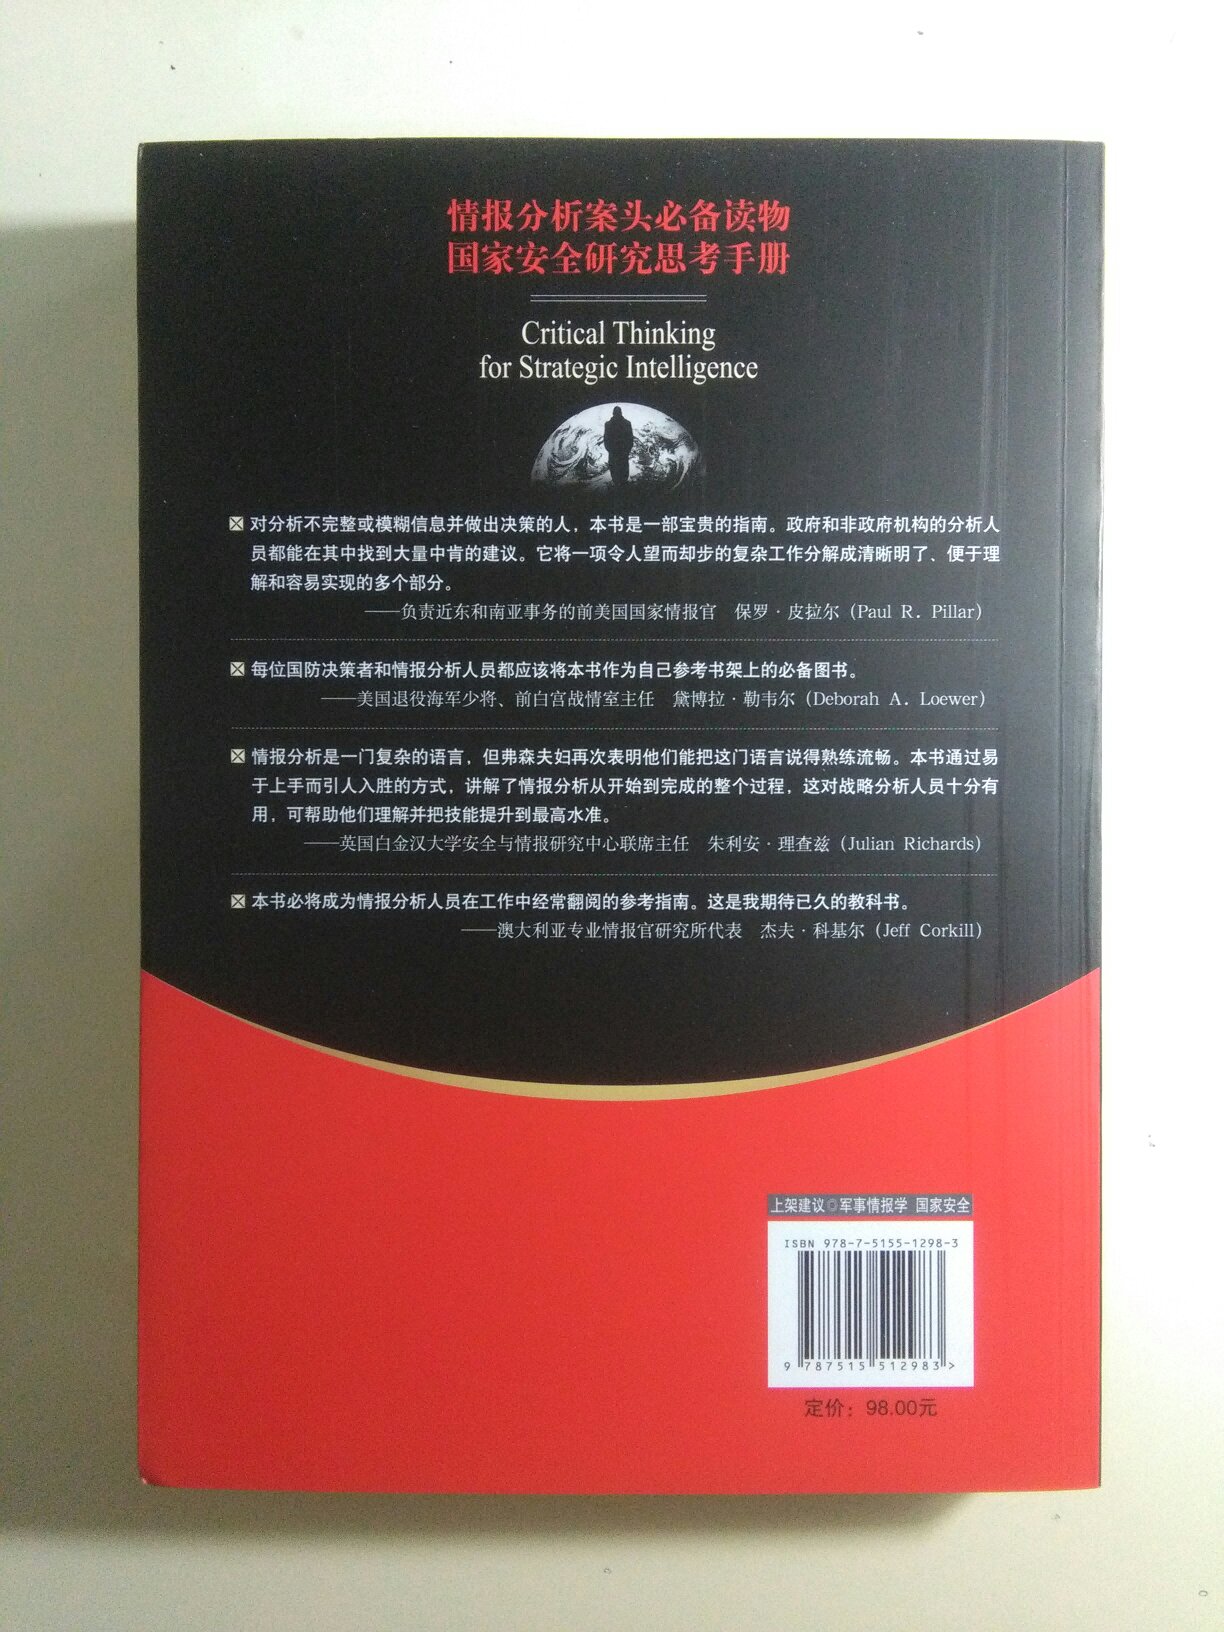 情报分析案头必备读物
国家安全研究思考手册
Critical Thinking
for Strategic Intelligence
对分析不完整或模糊信息并做出决策的人，本书是一部宝贵的指南。政府和非政府机构的分析人
员都能在其中找到大量中肯的建议。它将一项令人望而却步的复杂工作分解成清晰明了、便于理
解和容易实现的多个部分。
——负责近东和南亚事务的前美国国家情报官 保罗·皮拉尔（Paul R. Pillar）
每位国防决策者和情报分析人员都应该将本书作为自己参考书架上的必备图书。
——美国退役海军少将、前白宫战情室主任 黛博拉·勒韦尔（Deborah A. Loewer）
情报分析是一门复杂的语言，但弗森夫妇再次表明他们能把这门语言说得熟练流畅。本书通过易
于上手而引人入胜的方式，讲解了情报分析从开始到完成的整个过程，这对战略分析人员十分有
用，可帮助他们理解并把技能提升到最高水准。
——英国白金汉大学安全与情报研究中心联席主任 朱利安·理查兹（Julian Richards）
本书必将成为情报分析人员在工作中经常翻阅的参考指南。这是我期待已久的教科书。
——澳大利亚专业情报官研究所代表 杰夫·科基尔（Jeff Corkill）
上架建议◎军事情报学 国家安全
ISBN 978-7-5155-1298-3
9 787515 512983 >
定价：98.00元